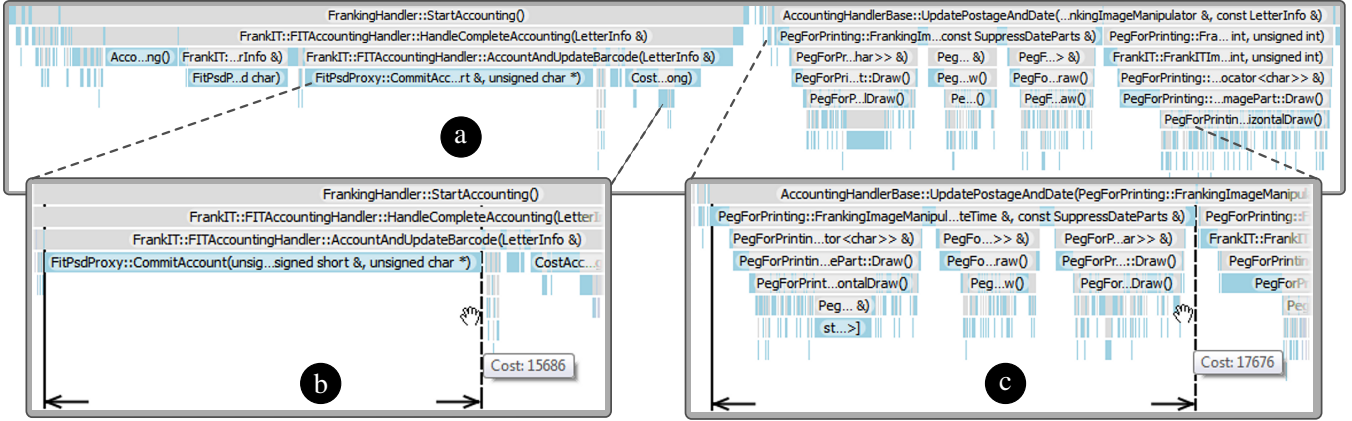 FrankingHandler::StartAccounting()
AccountingHandlerBase::UpdatePostageAndDate(...nkingImageManipulator &, const LetterInfo &)
FrankIT::FITAccountingHandler::HandleCompleteAccounting(LetterInfo &)
PegForPrinting::FrankingIm...const SuppressDateParts &)
PegForPrinting::Fra... int, unsigned int)
Acco...ng()
FrankIT:...rInfo &)
FrankIT::FITAccountingHandler::AccountAndUpdateBarcode(LetterInfo &)
PegForPr...har>> &)
Peg... &)
PegF...> &)
FrankIT::FrankITIm...int, unsigned int)
FitPsdP...d char)
FitPsdProxy::CommitAcc...rt &, unsigned char *)
Cost...ong)
PegForPri...t::Draw()
Peg...w()
PegFo...raw()
PegForPrinting::...ocator<char>> &)
PegForP...lDraw()
Pe...()
PegF...aw()
PegForPrinting::...magePart::Draw()
PegForPrintin...izontalDraw()
a
FrankingHandler::StartAccounting()
FrankIT::FITAccountingHandler::HandleCompleteAccounting(LetterI
FrankIT::FITAccountingHandler::AccountAndUpdateBarcode(LetterInfo &)
FitPsdProxy::CommitAccount(unsig...signed short &, unsigned char *)
CostAcc...
Cost: 15686
b
AccountingHandlerBase::UpdatePostageAndDate(PegForPrinting::FrankingImageManipul
PegForPrinting::FrankingImageManipul...teTime &, const SuppressDateParts &)
PegForPrinting::F
PegForPrintin...tor<char>> &)
PegFo...>> &)
PegForP...ar>> &)
FrankIT::FrankIT
PegForPrintin...ePart::Draw()
PegFo...raw()
PegForPr...::Draw()
PegForPrintin
PegForPrint...ontalDraw()
Peg...w()
PegFor...Draw()
PegForPr
Peg... &)
Peg
st...>]
Cost: 17676
c